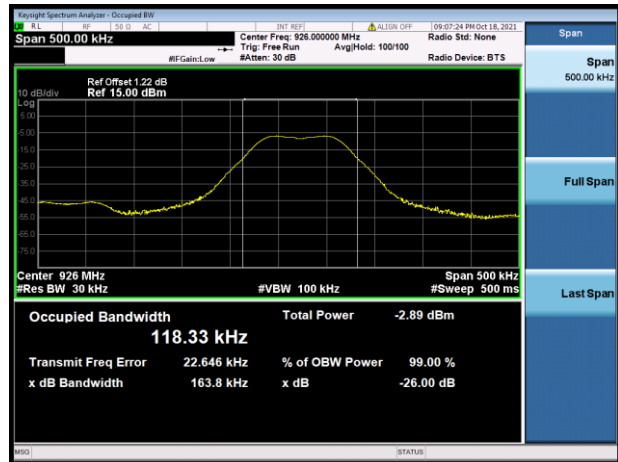 Keysight Spectrum Analyzer - Occupied BW
RL RF 50 Ω AC INT REF ALIGN OFF 09:07:24 PM Oct 18, 2021
Span 500.00 kHz Center Freq: 926.000000 MHz Radio Std: None
Trig: Free Run Avg|Hold: 100/100
#IFGain:Low #Atten: 30 dB Radio Device: BTS
Ref Offset 1.22 dB
10 dB/div Ref 15.00 dBm
Log
5.00
-5.00
-15.0
-25.0
-35.0
-45.0
-55.0
-65.0
-75.0
Center 926 MHz Span 500 kHz
#Res BW 30 kHz #VBW 100 kHz #Sweep 500 ms
Occupied Bandwidth Total Power -2.89 dBm
118.33 kHz
Transmit Freq Error 22.646 kHz % of OBW Power 99.00 %
x dB Bandwidth 163.8 kHz x dB -26.00 dB
MSG STATUS
Span
Span
500.00 kHz
Full Span
Last Span